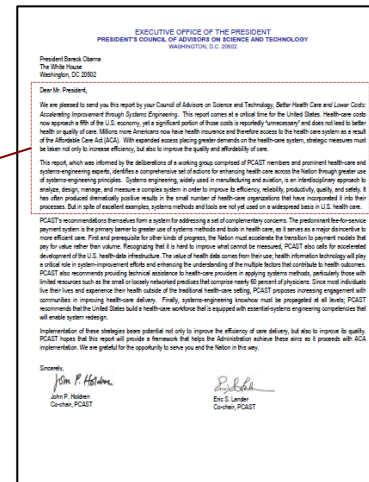 EXECUTIVE OFFICE OF THE PRESIDENT
PRESIDENT'S COUNCIL OF ADVISORS ON SCIENCE AND TECHNOLOGY
WASHINGTON, D.C. 20502
President Barack Obama
The White House
Washington, DC 20502
Dear Mr. President,
We are pleased to send you this report by your Council of Advisors on Science and Technology, Better Health Care and Lower Costs:
Accelerating Improvement through Systems Engineering. This report comes at a critical time for the United States. Health-care costs
now approach a fifth of the U.S. economy, yet a significant portion of those costs is reportedly "unnecessary" and does not lead to better
health or quality of care. Millions more Americans now have health insurance and therefore access to the health care system as a result
of the Affordable Care Act (ACA). With expanded access placing greater demands on the health-care system, strategic measures must
be taken not only to increase efficiency, but also to improve the quality and affordability of care.
This report, which was informed by the deliberations of a working group comprised of PCAST members and prominent health-care and
systems-engineering experts, identifies a comprehensive set of actions for enhancing health care across the Nation through greater use
of systems-engineering principles. Systems engineering, widely used in manufacturing and aviation, is an interdisciplinary approach to
analyze, design, manage, and measure a complex system in order to improve its efficiency, reliability, productivity, quality, and safety. It
has often produced dramatically positive results in the small number of health-care organizations that have incorporated it into their
processes. But in spite of excellent examples, systems methods and tools are not yet used on a widespread basis in U.S. health care.
PCAST's recommendations themselves form a system for addressing a set of complementary concerns. The predominant fee-for-service
payment system is the primary barrier to greater use of systems methods and tools in health care, as it serves as a major disincentive to
more efficient care. First and prerequisite for other kinds of progress, the Nation must accelerate the transition to payment models that
pay for value rather than volume. Recognizing that it is hard to improve what cannot be measured, PCAST also calls for accelerated
development of the U.S. health-data infrastructure. The value of health data comes from their use; health information technology will play
a critical role in system-improvement efforts and enhancing the understanding of the multiple factors that contribute to health outcomes.
PCAST also recommends providing technical assistance to health-care providers in applying systems methods, particularly those with
limited resources such as the small or loosely networked practices that comprise nearly 60 percent of physicians. Since most individuals
live their lives and experience their health outside of the traditional health-care setting, PCAST proposes increasing engagement with
communities in improving health-care delivery. Finally, systems-engineering knowhow must be propagated at all levels; PCAST
recommends that the United States build a health-care workforce that is equipped with essential-systems engineering competencies that
will enable system redesign.
Implementation of these strategies bears potential not only to improve the efficiency of care delivery, but also to improve its quality.
PCAST hopes that this report will provide a framework that helps the Administration achieve these aims as it proceeds with ACA
implementation. We are grateful for the opportunity to serve you and the Nation in this way.
Sincerely,
John P. Holdren
John P. Holdren
Co-chair, PCAST
Eric S. Lander
Co-chair, PCAST